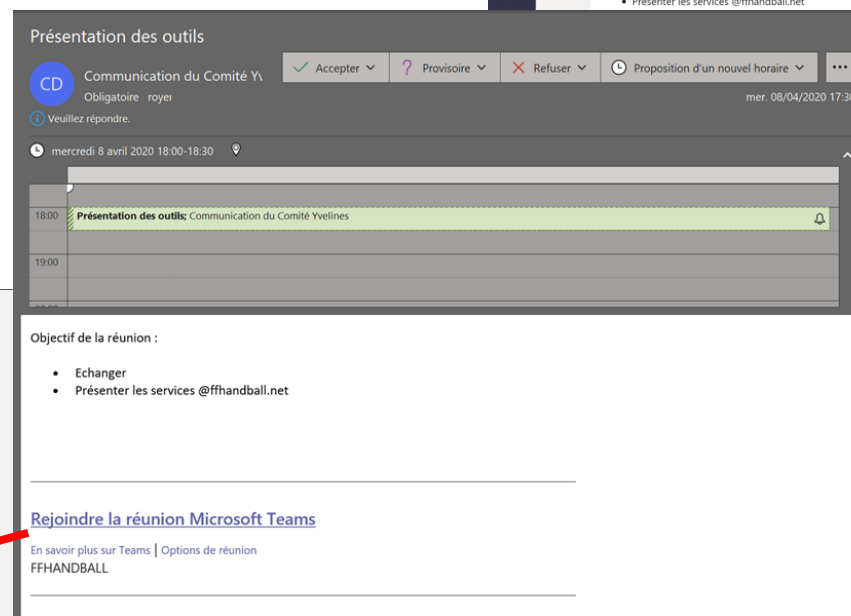 • Présenter les services @ffhandball.net
Présentation des outils
Accepter
? Provisoire
Refuser
Proposition d'un nouvel horaire
...
CD
Communication du Comité
Obligatoire
mer. 08/04/2020 17:30
Veuillez répondre.
mercredi 8 avril 2020 18:00-18:30
18:00 Présentation des outils; Communication du Comité Yvelines
19:00
Objectif de la réunion :
• Echanger
• Présenter les services @ffhandball.net
Rejoindre la réunion Microsoft Teams
En savoir plus sur Teams | Options de réunion
FFHANDBALL